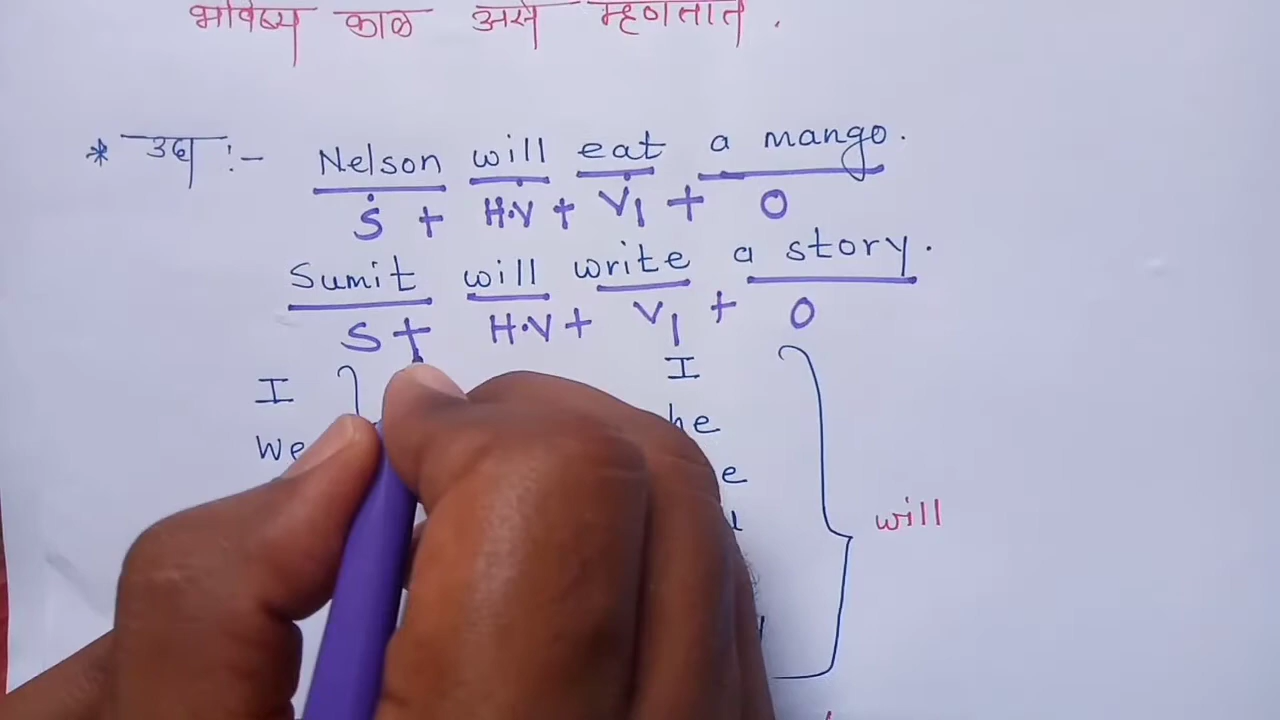 भविष्य काळ असे म्हणतात .
* उदा :- Nelson will eat a mango.
S + H.V + V1 + O
Sumit will write a story.
S + H.V + V1 + O
I I
We he
will